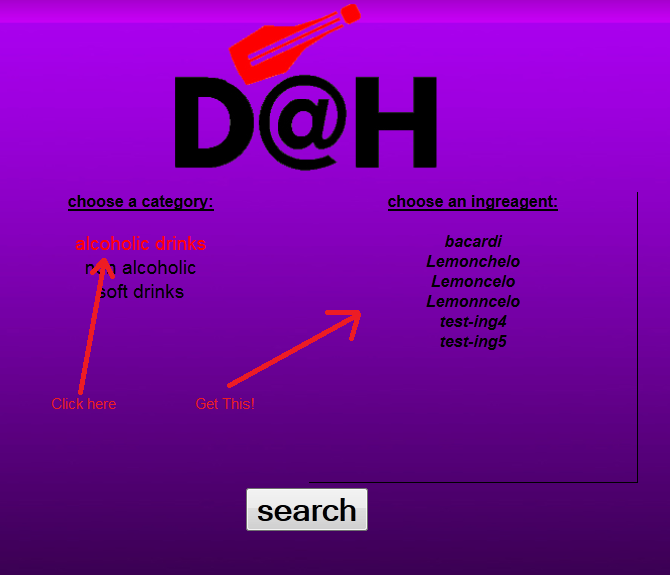 D@H
choose a category:
choose an ingreagent:
alcoholic drinks
non alcoholic
soft drinks
bacardi
Lemonchelo
Lemoncelo
Lemonncelo
test-ing4
test-ing5
Click here
Get This!
search